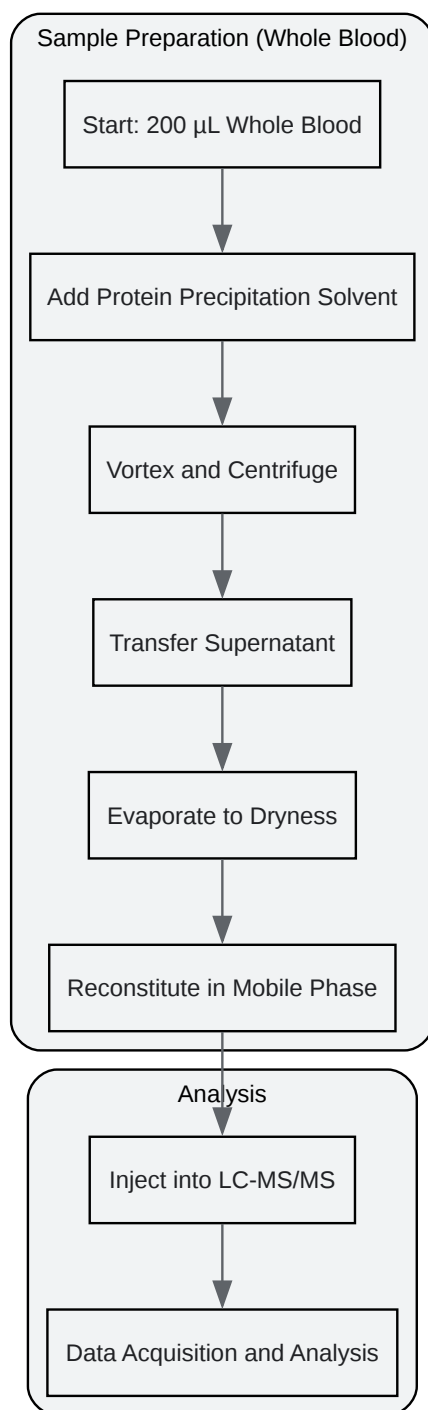 Sample Preparation (Whole Blood)
Start: 200 µL Whole Blood
Add Protein Precipitation Solvent
Vortex and Centrifuge
Transfer Supernatant
Evaporate to Dryness
Reconstitute in Mobile Phase
Analysis
Inject into LC-MS/MS
Data Acquisition and Analysis